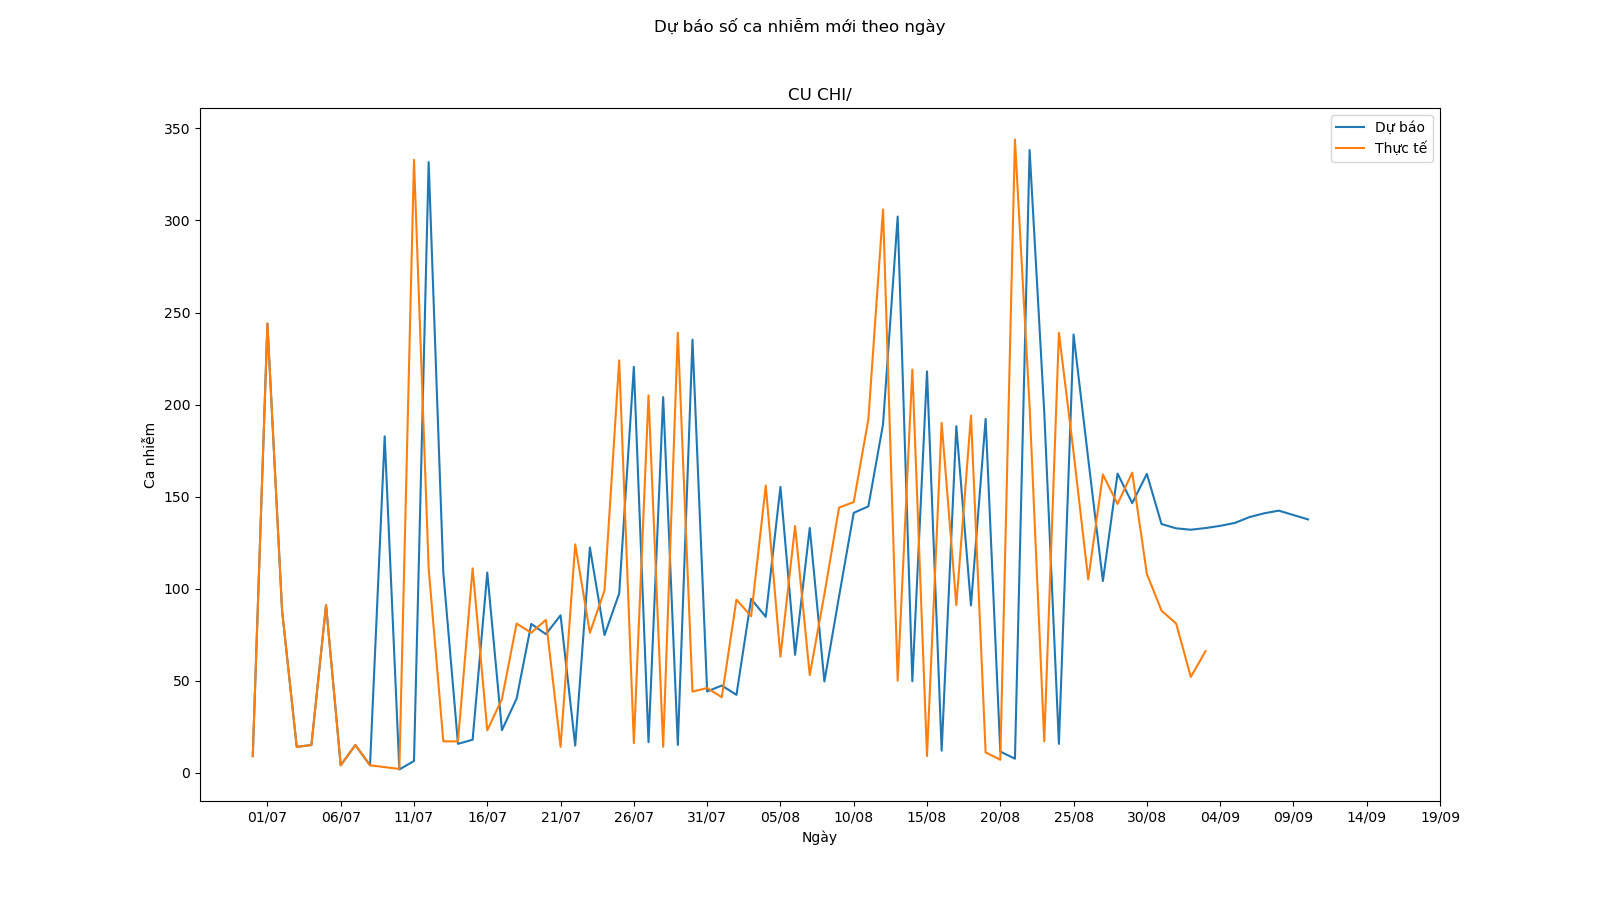 Dự báo số ca nhiễm mới theo ngày
CU CHI/
Dự báo
Thực tế
Ca nhiễm
350
300
250
200
150
100
50
0
01/07 06/07 11/07 16/07 21/07 26/07 31/07 05/08 10/08 15/08 20/08 25/08 30/08 04/09 09/09 14/09 19/09
Ngày